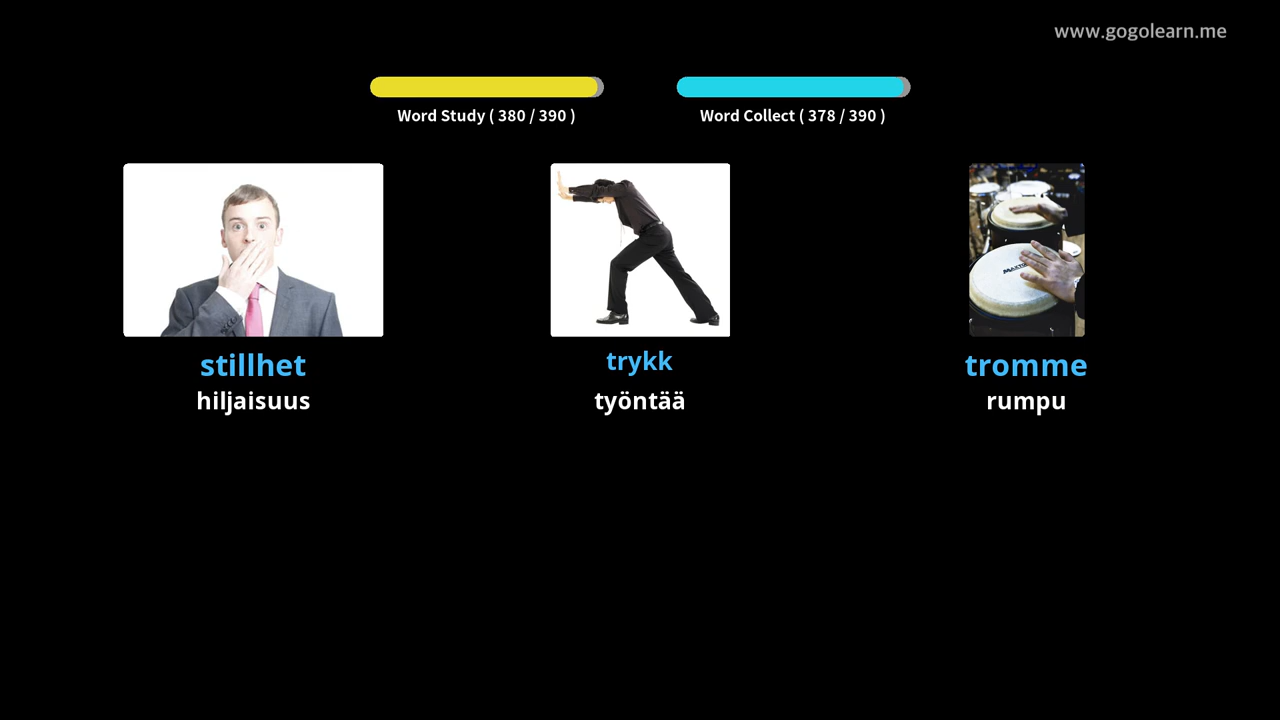 www.gogolearn.me
Word Study ( 380 / 390 )
Word Collect ( 378 / 390 )
stillhet
trykk
tromme
hiljaisuus
työntää
rumpu